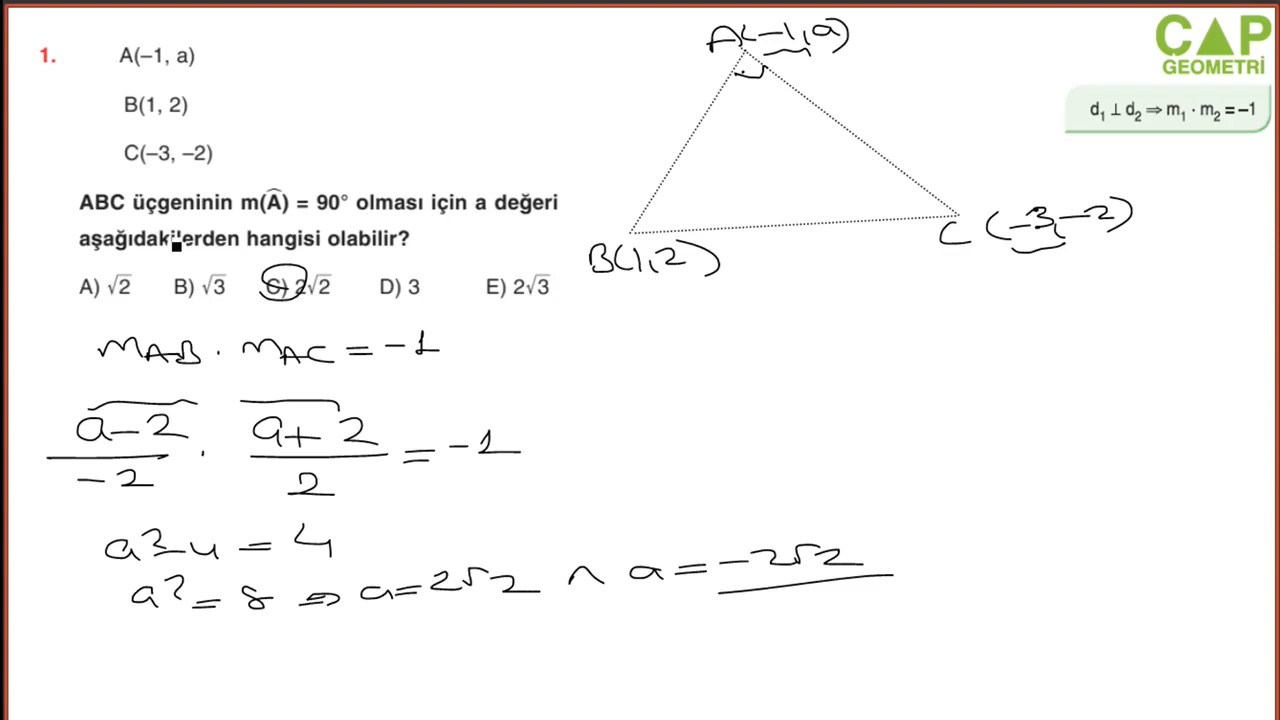 1. A(–1, a)
B(1, 2)
C(–3, –2)
ABC üçgeninin m(Â) = 90° olması için a değeri
aşağıdakilerden hangisi olabilir?
A) √2 B) √3 C) 2√2 D) 3 E) 2√3
CAP
GEOMETRİ
d₁ ⊥ d₂ ⇒ m₁ · m₂ = –1
A(–1, a)
B(1, 2)
C (–3, –2)
mAB · mAC = –1
a–2/–2 · a+2/2 = –1
a²–4 = 4
a² = 8 ⇒ a = 2√2 ∧ a = –2√2